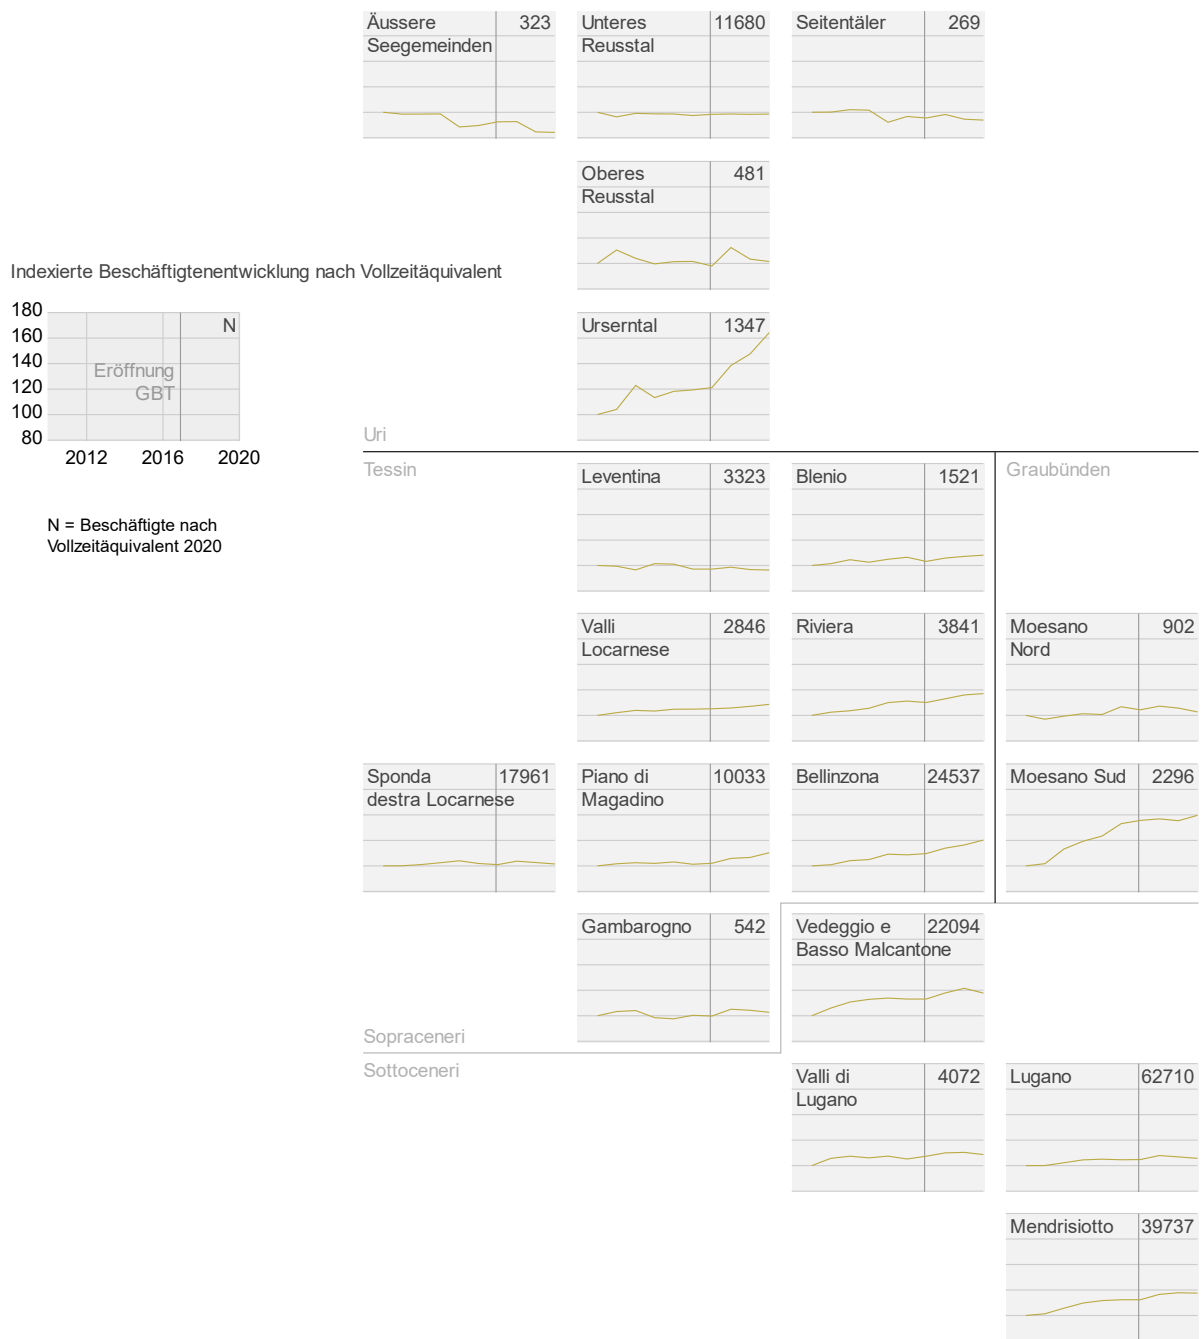 Äussere 323
Seegemeinden
Unteres 11680
Reusstal
Seitentäler 269
Oberes 481
Reusstal
Indexierte Beschäftigtenentwicklung nach Vollzeitäquivalent
180
160
140
120
100
80
N
Eröffnung
GBT
2012 2016 2020
N = Beschäftigte nach
Vollzeitäquivalent 2020
Urserntal 1347
Uri
Tessin
Graubünden
Leventina 3323
Blenio 1521
Valli 2846
Locarnese
Riviera 3841
Moesano 902
Nord
Sponda 17961
destra Locarnese
Piano di 10033
Magadino
Bellinzona 24537
Moesano Sud 2296
Gambarogno 542
Vedeggio e 22094
Basso Malcantone
Sopraceneri
Sottoceneri
Valli di 4072
Lugano
Lugano 62710
Mendrisiotto 39737